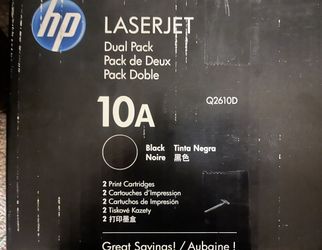 hp
LASERJET
Dual Pack
Pack de Deux
Pack Doble
10A
Q2610D
Black Tinta Negra
Noire 黑色
2 Print Cartridges
2 Cartouches d'Impression
2 Cartuchos de Impresión
2 Tiskové Kazety
2 打印墨盒
Great Savings! / Aubaine !